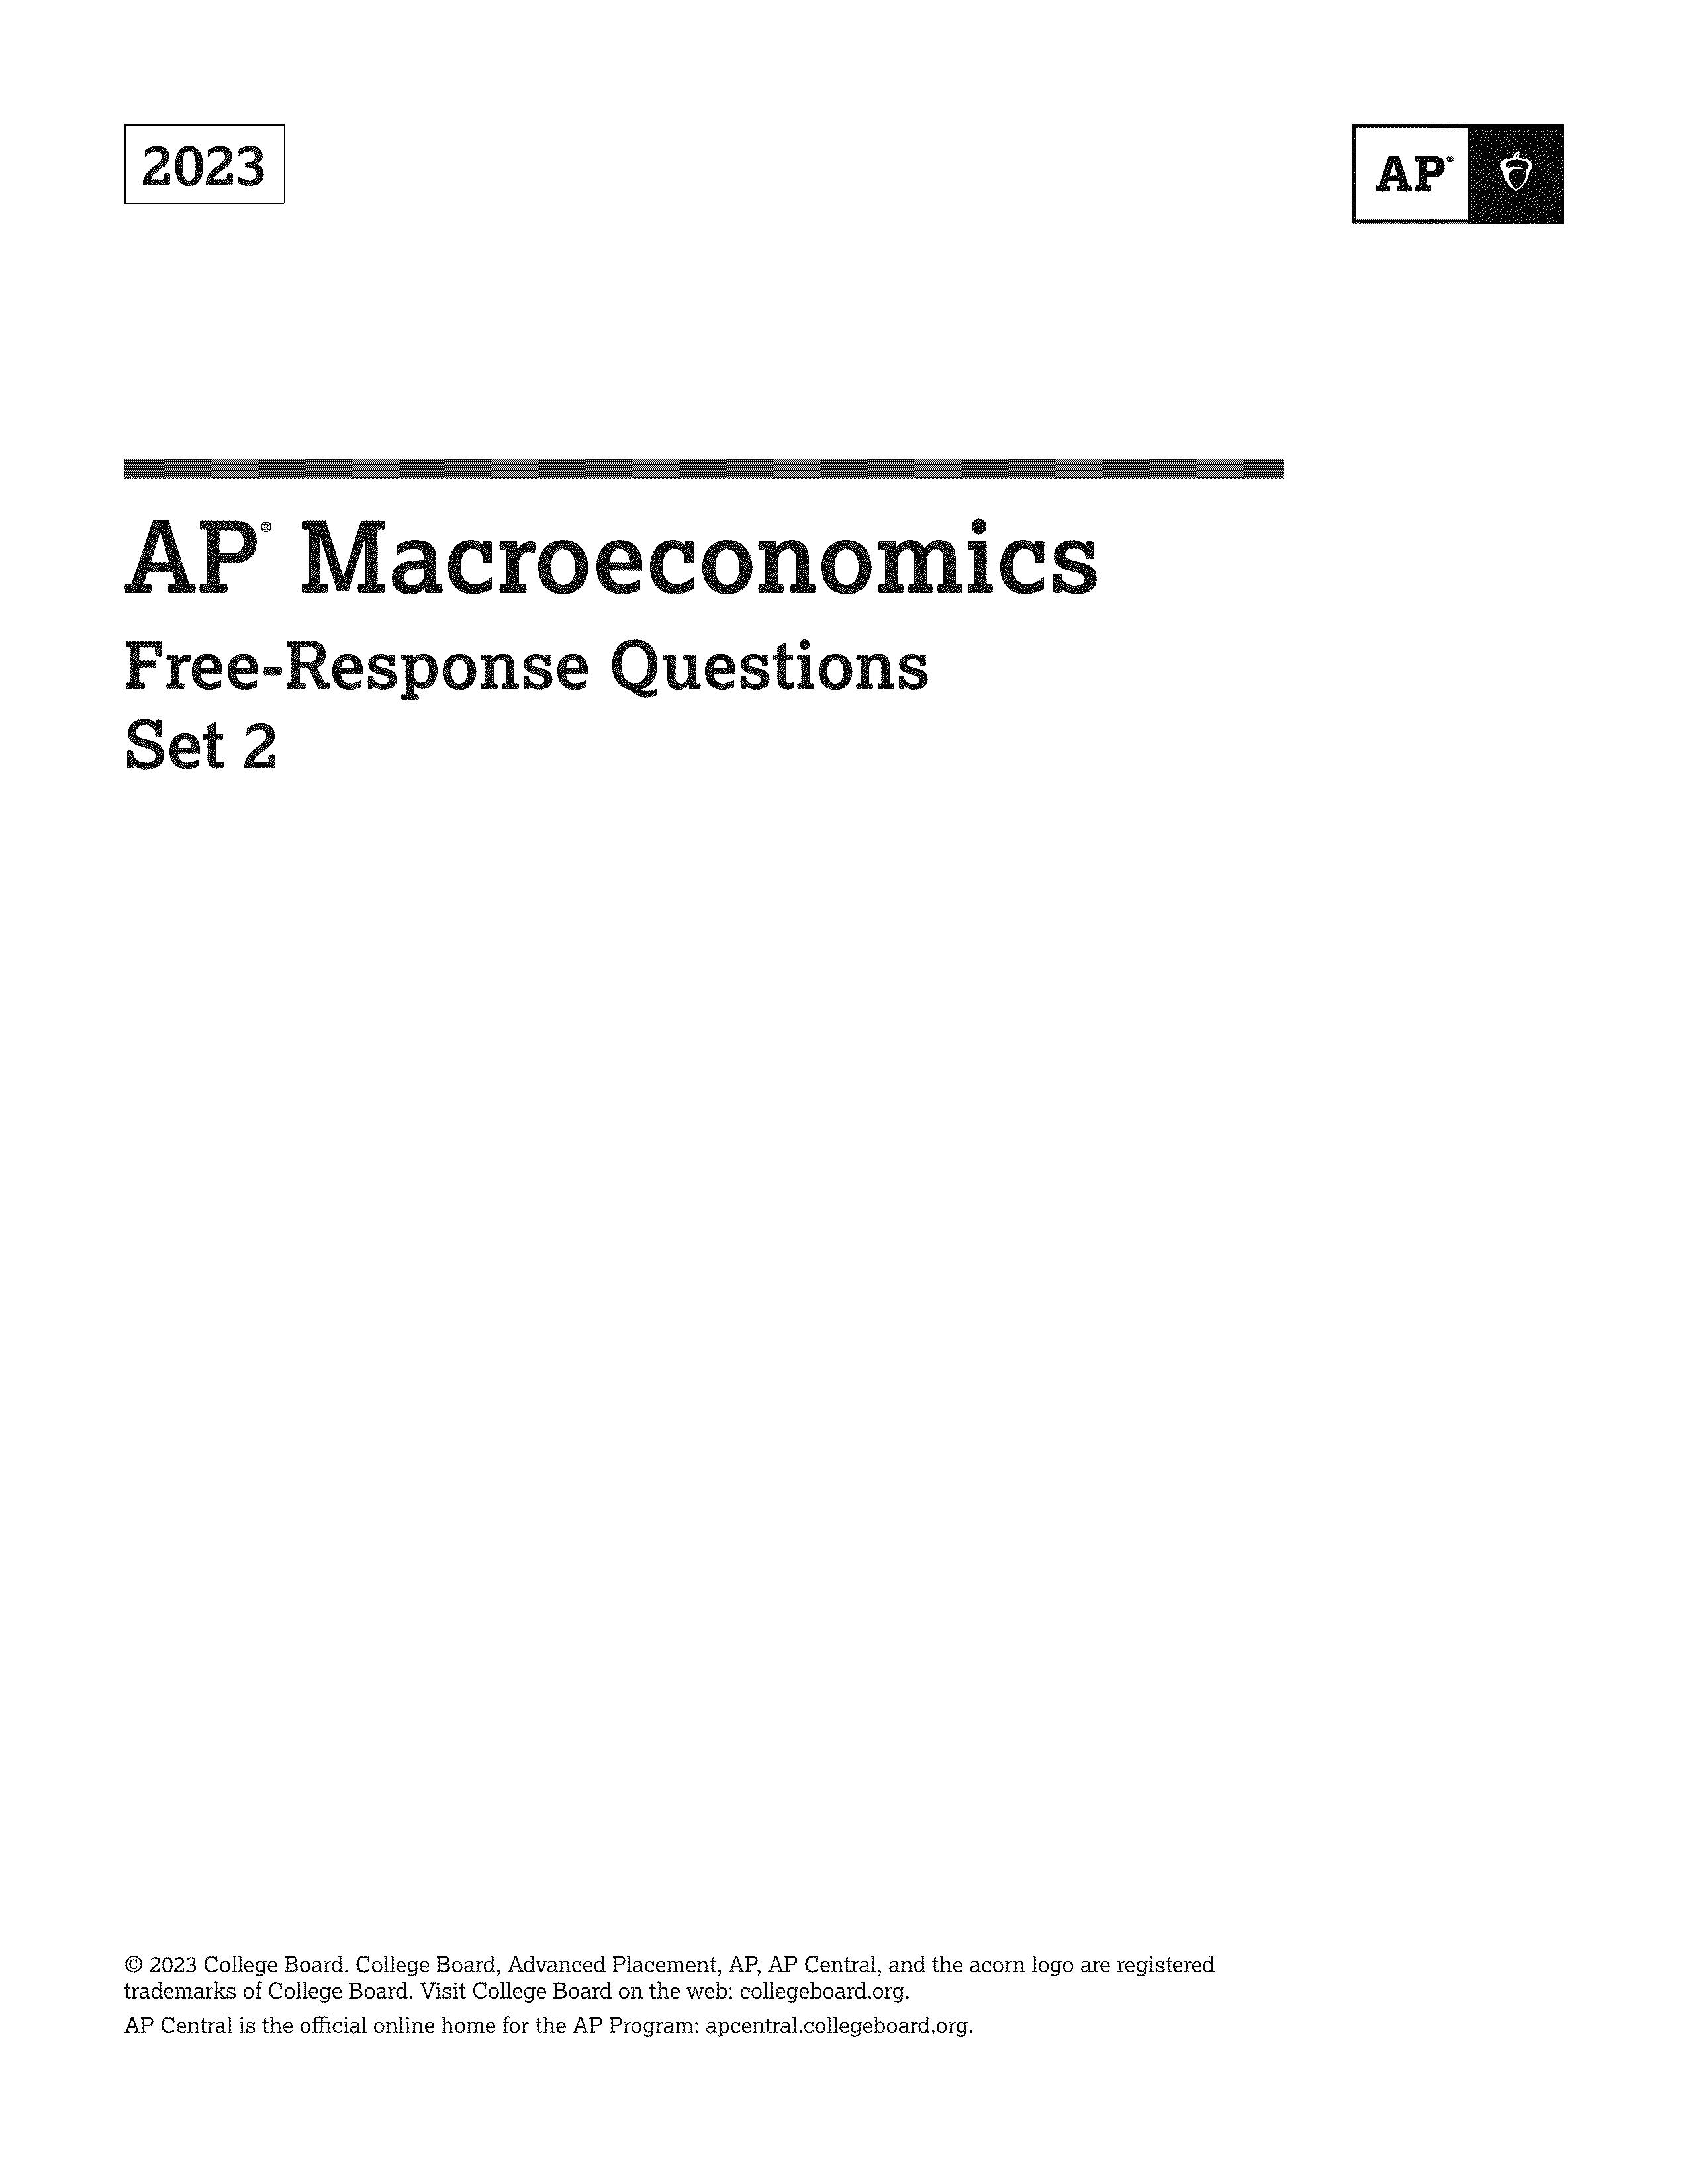 2023
AP®
AP® Macroeconomics
Free-Response Questions
Set 2
© 2023 College Board. College Board, Advanced Placement, AP, AP Central, and the acorn logo are registered
trademarks of College Board. Visit College Board on the web: collegeboard.org.
AP Central is the official online home for the AP Program: apcentral.collegeboard.org.